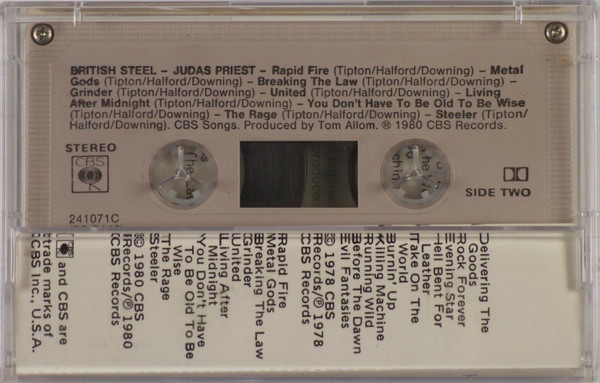 BRITISH STEEL – JUDAS PRIEST – Rapid Fire (Tipton/Halford/Downing) – Metal
Gods (Tipton/Halford/Downing) – Breaking The Law (Tipton/Halford/Downing) –
Grinder (Tipton/Halford/Downing) – United (Tipton/Halford/Downing) – Living
After Midnight (Tipton/Halford/Downing) – You Don't Have To Be Old To Be Wise
(Tipton/Halford/Downing) – The Rage (Tipton/Halford/Downing) – Steeler (Tipton/
Halford/Downing). CBS Songs. Produced by Tom Allom. ℗ 1980 CBS Records.
STEREO
CBS
241071C
SIDE TWO
Delivering The
Goods
Rock Forever
Evening Star
Hell Bent For
Leather
Take On The
World
Burnin' Up
Killing Machine
Running Wild
Before The Dawn
Evil Fantasies
© 1978 CBS
Records/℗ 1978
CBS Records
Rapid Fire
Metal Gods
Breaking The Law
Grinder
United
Living After
Midnight
You Don't Have
To Be Old To Be
Wise
The Rage
Steeler
© 1980 CBS
Records/℗ 1980
CBS Records
and CBS are
trade marks of
CBS Inc., U.S.A.